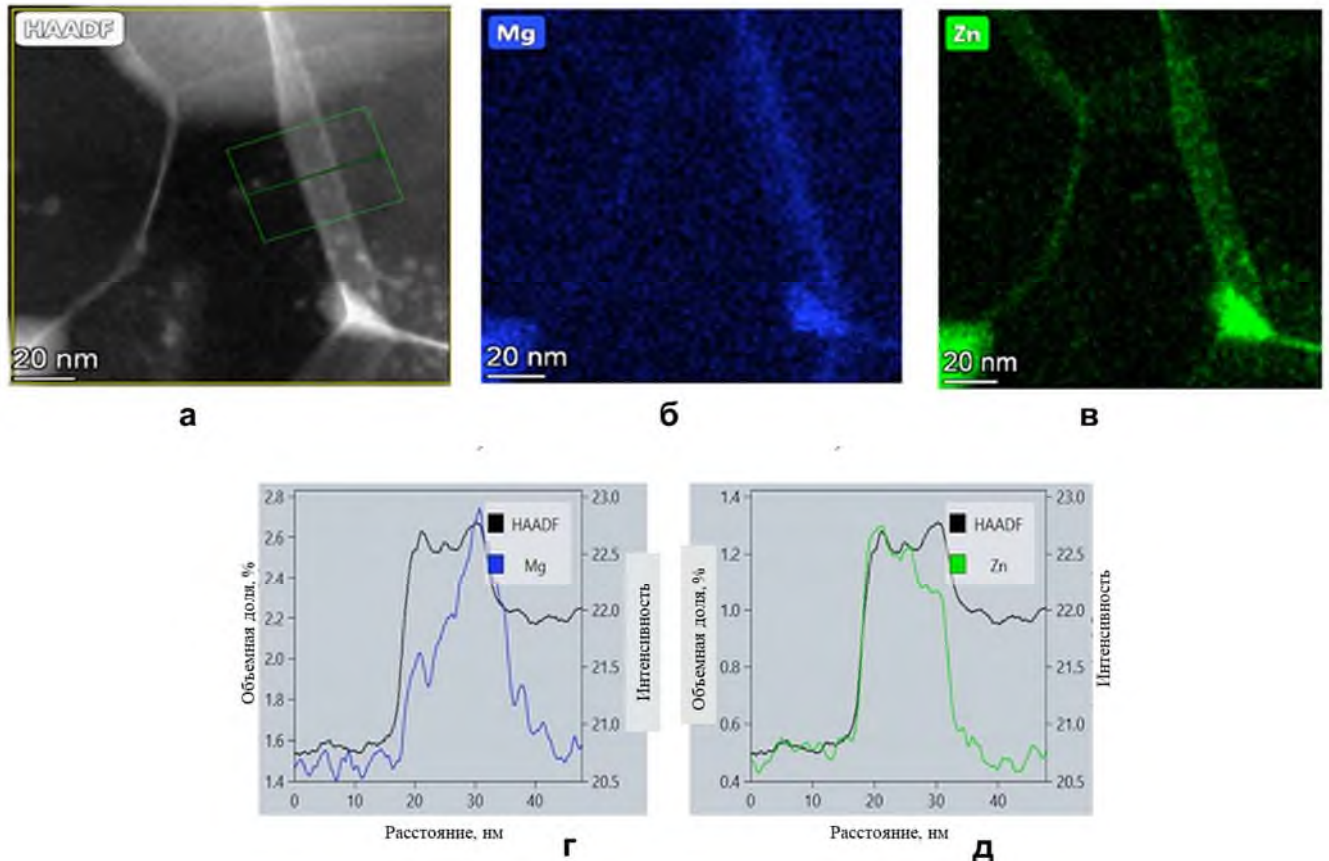 HAADF
Mg
Zn
20 nm
20 nm
20 nm
а
б
в
Объемная доля, %
2.8
2.6
2.4
2.2
2.0
1.8
1.6
1.4
HAADF
Mg
23.0
22.5
22.0
21.5
21.0
20.5
Интенсивность
0 10 20 30 40
Расстояние, нм
г
Объемная доля, %
1.4
1.2
1.0
0.8
0.6
0.4
HAADF
Zn
23.0
22.5
22.0
21.5
21.0
20.5
Интенсивность
0 10 20 30 40
Расстояние, нм
д